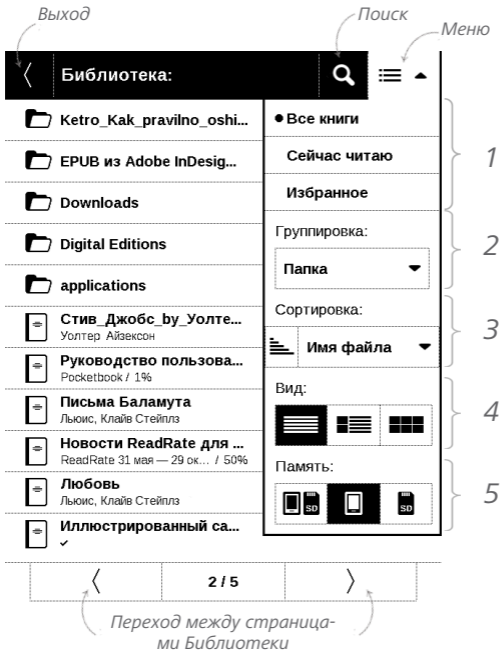 Выход
Поиск
Меню
Библиотека:
Ketro_Kak_pravilno_oshi...
EPUB из Adobe InDesig...
Downloads
Digital Editions
applications
Стив_Джобс_by_Уолте...
Уолтер Айзексон
Руководство пользова...
Pocketbook / 1%
Письма Баламута
Льюис, Клайв Стейплз
Новости ReadRate для ...
ReadRate 31 мая — 29 ок... / 50%
Любовь
Льюис, Клайв Стейплз
Иллюстрированный са...
Все книги
Сейчас читаю
Избранное
1
Группировка:
Папка
2
Сортировка:
Имя файла
3
Вид:
4
Память:
SD
SD
5
2 / 5
Переход между страница-
ми Библиотеки